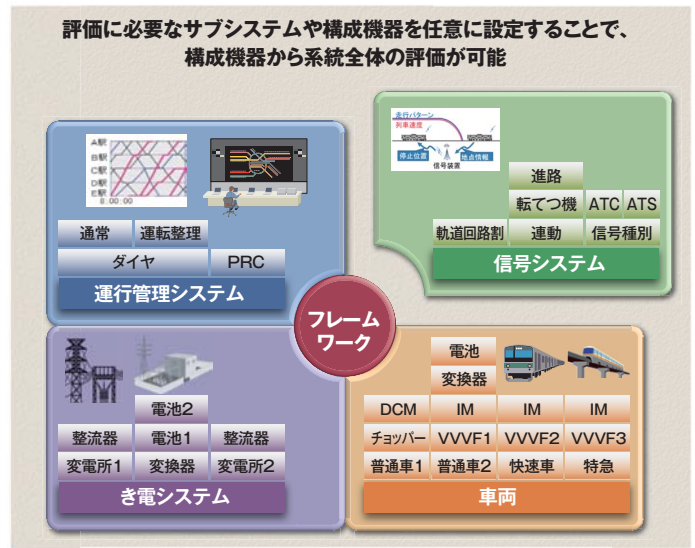 評価に必要なサブシステムや構成機器を任意に設定することで、
構成機器から系統全体の評価が可能
A駅
B駅
C駅
D駅
E駅
8:00:00
通常 運転整理
ダイヤ PRC
運行管理システム
走行パターン
列車速度
停止位置 地点情報
信号装置
進路
転てつ機 ATC ATS
軌道回路割 連動 信号種別
信号システム
フレーム
ワーク
電池2
整流器 電池1 整流器
変電所1 変換器 変電所2
き電システム
電池
変換器
DCM IM IM IM
チョッパー VVVF1 VVVF2 VVVF3
普通車1 普通車2 快速車 特急
車両